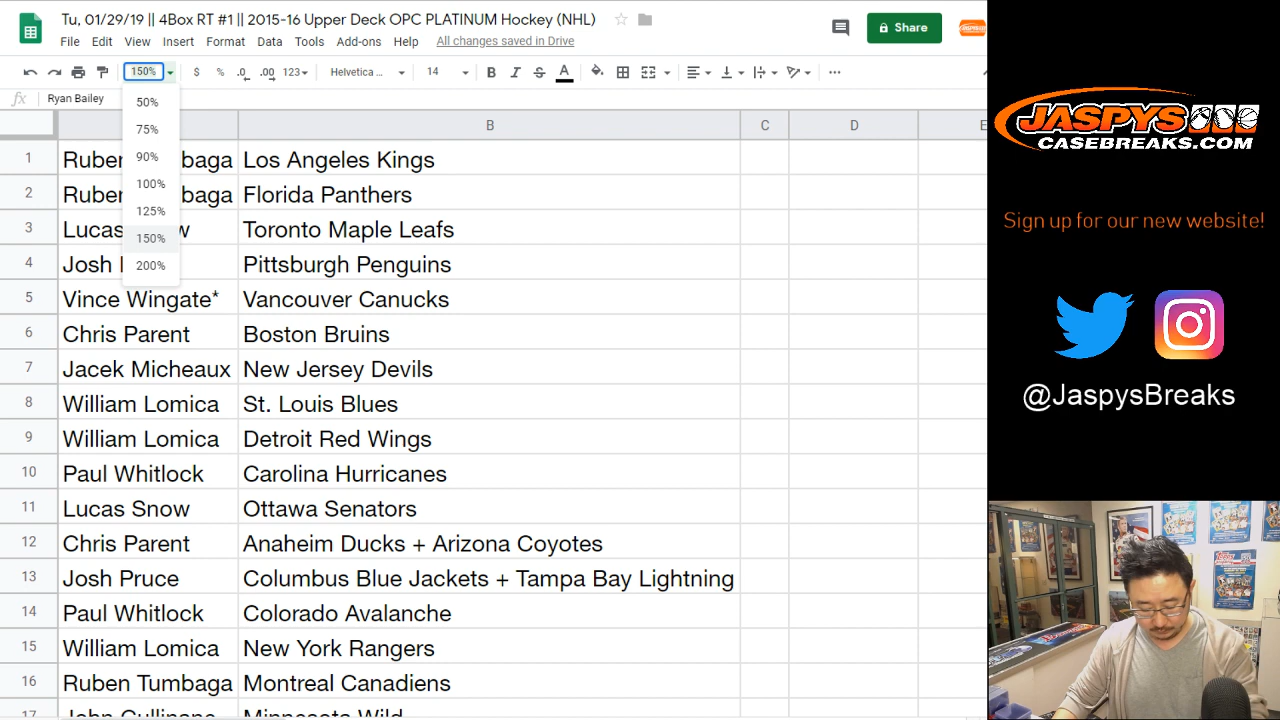 Tu, 01/29/19 || 4Box RT #1 || 2015-16 Upper Deck OPC PLATINUM Hockey (NHL)
File Edit View Insert Format Data Tools Add-ons Help All changes saved in Drive
Share
150% $ % .0 .00 123 Helvetica ... 14 B I S A
fx Ryan Bailey
50%
75%
90%
100%
125%
150%
200%
B C D E
1 Ruben Tumbaga Los Angeles Kings
2 Ruben Tumbaga Florida Panthers
3 Lucas Toronto Maple Leafs
4 Josh Pittsburgh Penguins
5 Vince Wingate* Vancouver Canucks
6 Chris Parent Boston Bruins
7 Jacek Micheaux New Jersey Devils
8 William Lomica St. Louis Blues
9 William Lomica Detroit Red Wings
10 Paul Whitlock Carolina Hurricanes
11 Lucas Snow Ottawa Senators
12 Chris Parent Anaheim Ducks + Arizona Coyotes
13 Josh Pruce Columbus Blue Jackets + Tampa Bay Lightning
14 Paul Whitlock Colorado Avalanche
15 William Lomica New York Rangers
16 Ruben Tumbaga Montreal Canadiens
17 John Cullinane Minnesota Wild
JASPYS
CASEBREAKS.COM
Sign up for our new website!
@JaspysBreaks